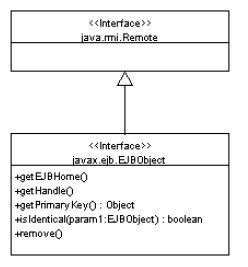 <<Interface>>
java.rmi.Remote
<<Interface>>
javax.ejb.EJBObject
+getEJBHome()
+getHandle()
+getPrimaryKey() : Object
+isIdentical(param1:EJBObject) : boolean
+remove()